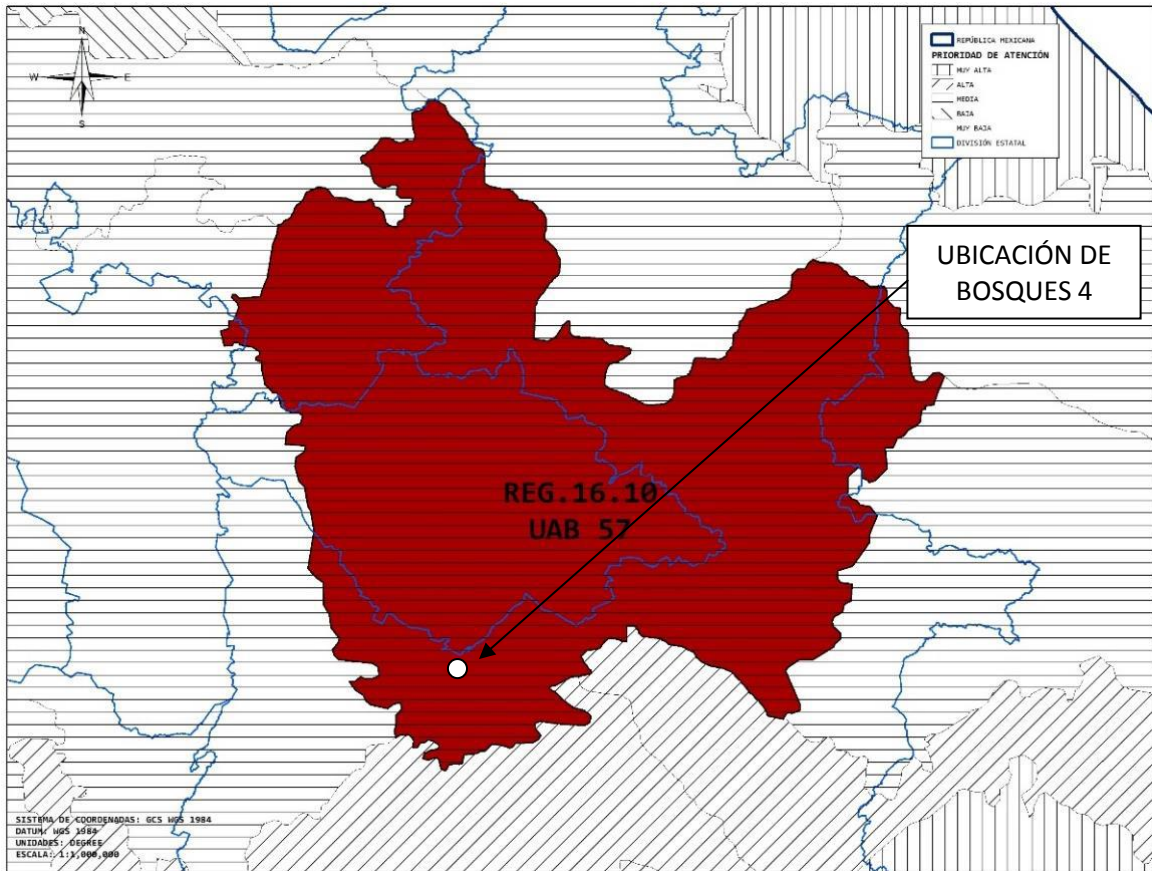 N
W E
S
REPÚBLICA MEXICANA
PRIORIDAD DE ATENCIÓN
MUY ALTA
ALTA
MEDIA
BAJA
MUY BAJA
DIVISIÓN ESTATAL
UBICACIÓN DE
BOSQUES 4
REG.16.10
UAB 57
SISTEMA DE COORDENADAS: GCS WGS 1984
DATUM: WGS 1984
UNIDADES: DEGREE
ESCALA: 1:1,000,000